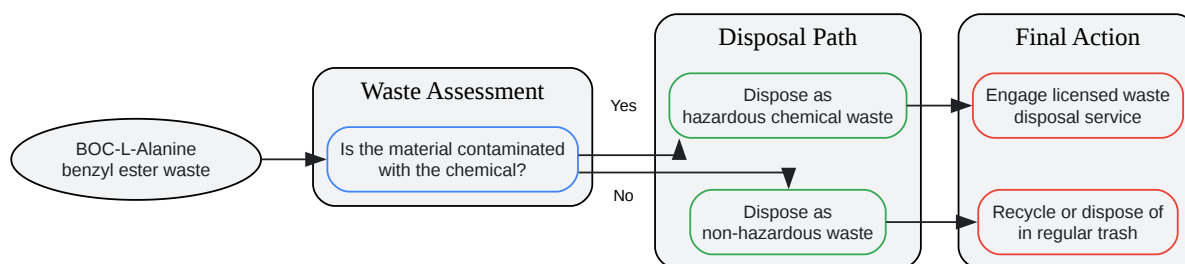 BOC-L-Alanine
benzyl ester waste
Waste Assessment
Is the material contaminated
with the chemical?
Yes
No
Disposal Path
Dispose as
hazardous chemical waste
Dispose as
non-hazardous waste
Final Action
Engage licensed waste
disposal service
Recycle or dispose of
in regular trash